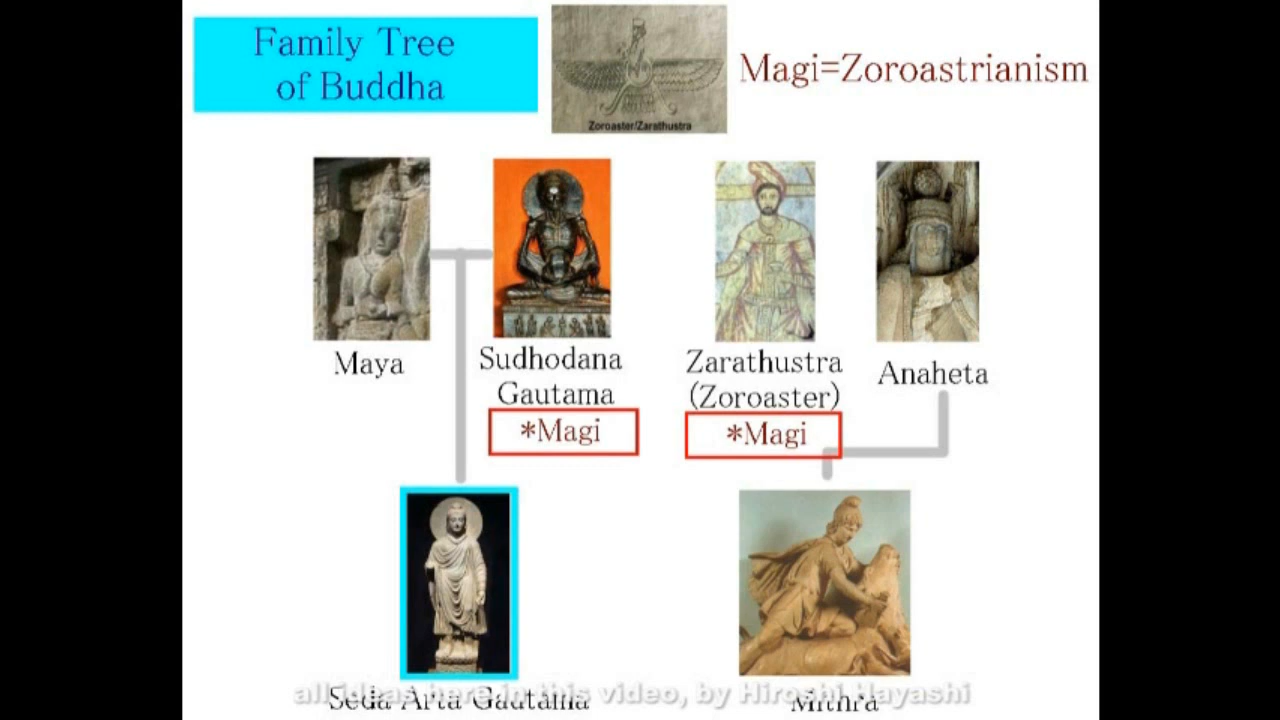 Family Tree
of Buddha
Magi=Zoroastrianism
Zoroaster/Zarathustra
Maya
Sudhodana
Gautama
*Magi
Zarathustra
(Zoroaster)
*Magi
Anaheta
Seda Arta Gautama
Mithra
all ideas here in this video, by Hiroshi Hayashi